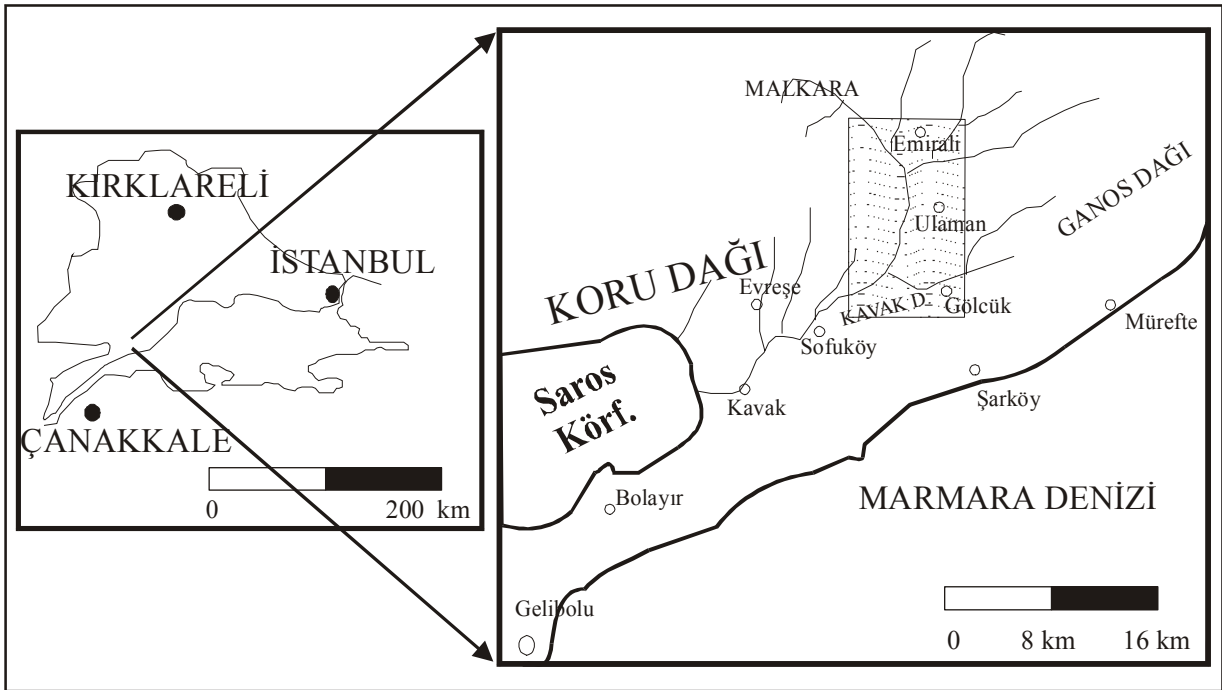 KIRKLARELİ
İSTANBUL
ÇANAKKALE
0 200 km
MALKARA
Emirali
GANOS DAĞI
Ulaman
KORU DAĞI
Evreşe
KAVAK D.
Gölcük
Mürefte
Sofuköy
Saros
Körf.
Kavak
Şarköy
Bolayır
MARMARA DENİZİ
Gelibolu
0 8 km 16 km